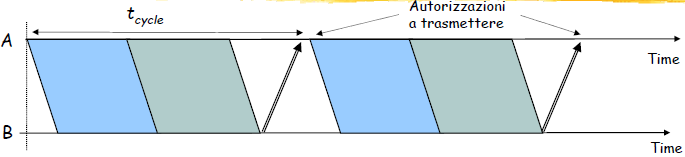 t_cycle
Autorizzazioni
a trasmettere
A
Time
B
Time